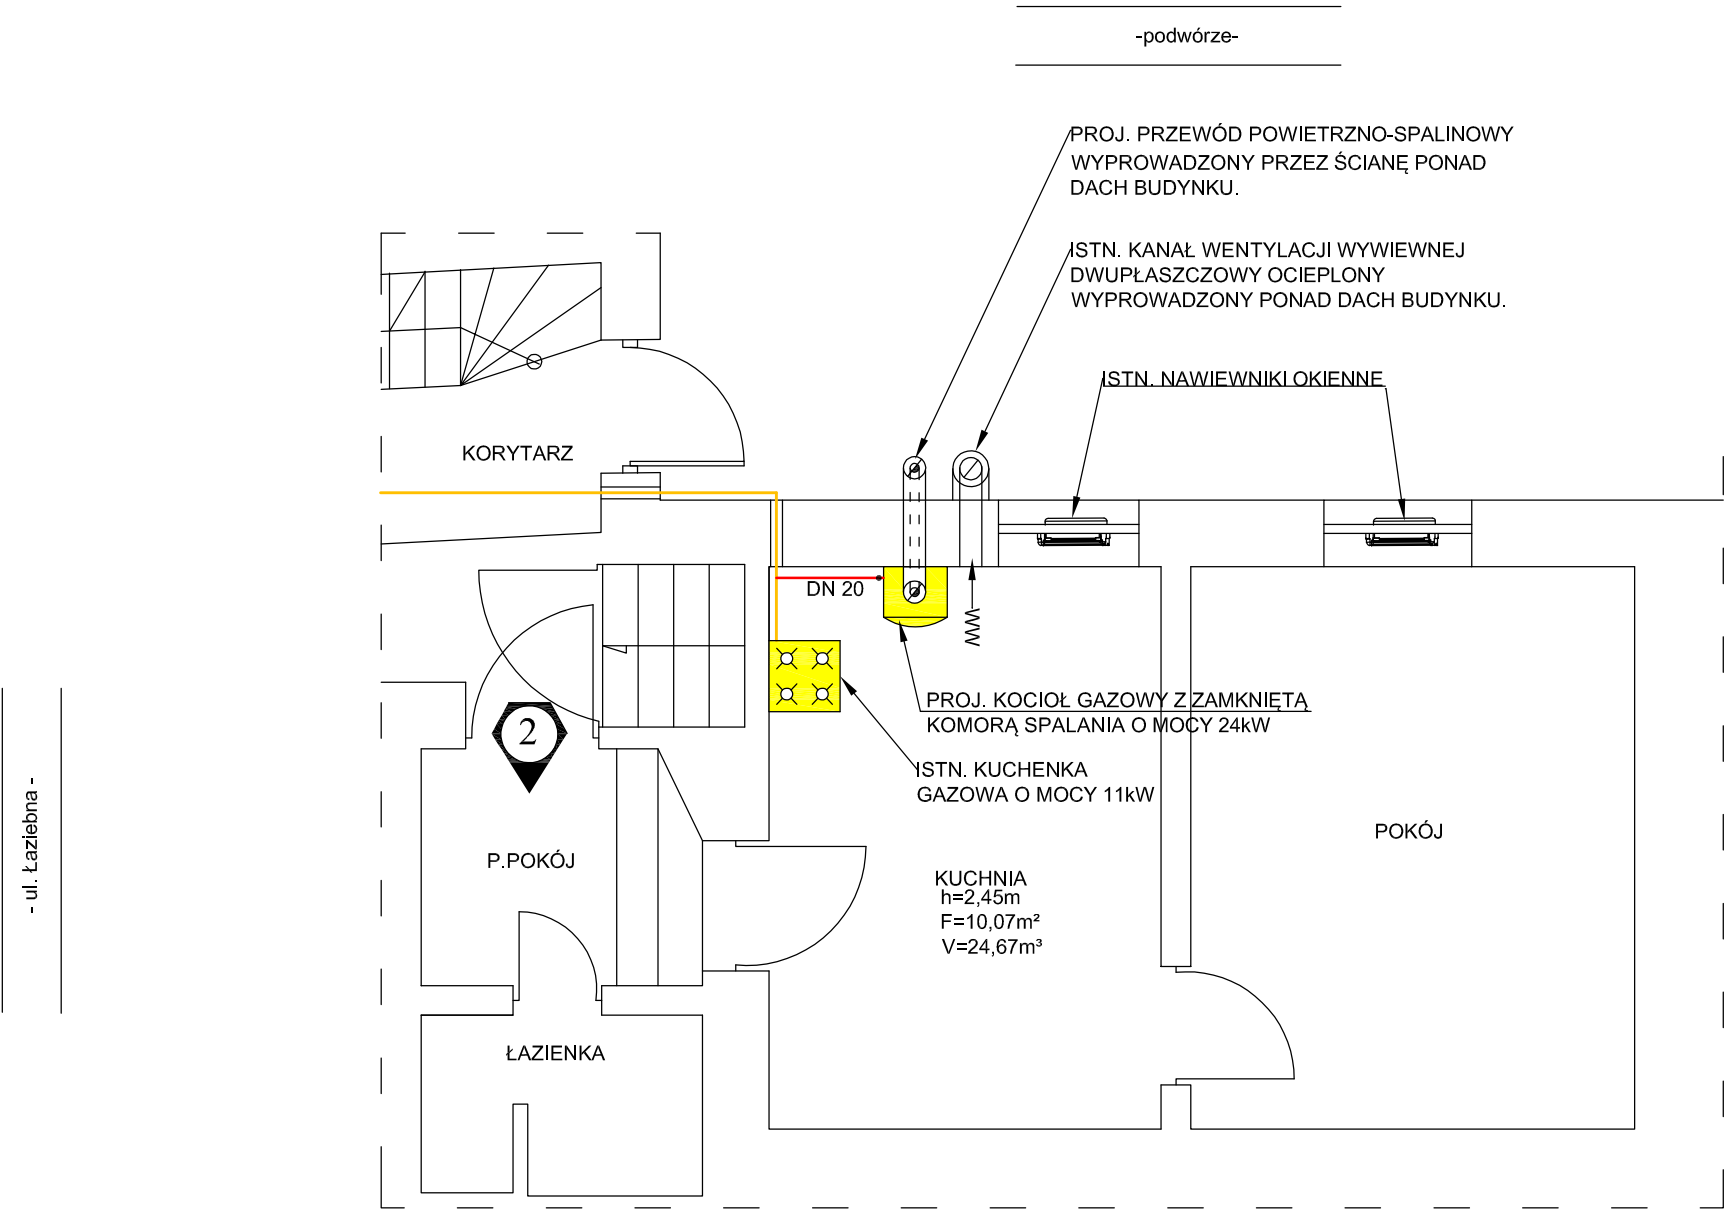 -podwórze-
PROJ. PRZEWÓD POWIETRZNO-SPALINOWY
WYPROWADZONY PRZEZ ŚCIANĘ PONAD
DACH BUDYNKU.
ISTN. KANAŁ WENTYLACJI WYWIEWNEJ
DWUPŁASZCZOWY OCIEPLONY
WYPROWADZONY PONAD DACH BUDYNKU.
ISTN. NAWIEWNIKI OKIENNE
KORYTARZ
DN 20
PROJ. KOCIOŁ GAZOWY Z ZAMKNIĘTĄ
KOMORĄ SPALANIA O MOCY 24kW
2
ISTN. KUCHENKA
GAZOWA O MOCY 11kW
- ul. Łaziebna -
P.POKÓJ
POKÓJ
KUCHNIA
h=2,45m
F=10,07m²
V=24,67m³
ŁAZIENKA